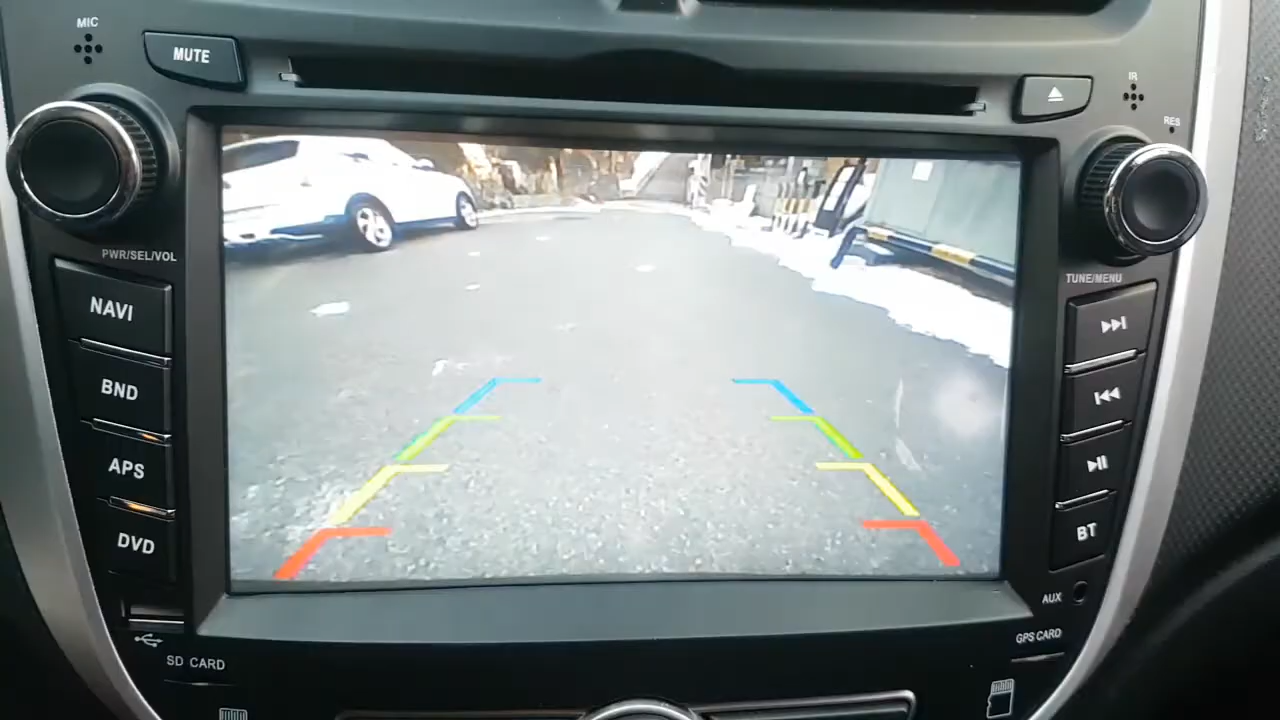 MIC
MUTE
IR
RES
PWR/SEL/VOL
TUNE/MENU
NAVI
BND
APS
DVD
BT
AUX
GPS CARD
SD CARD